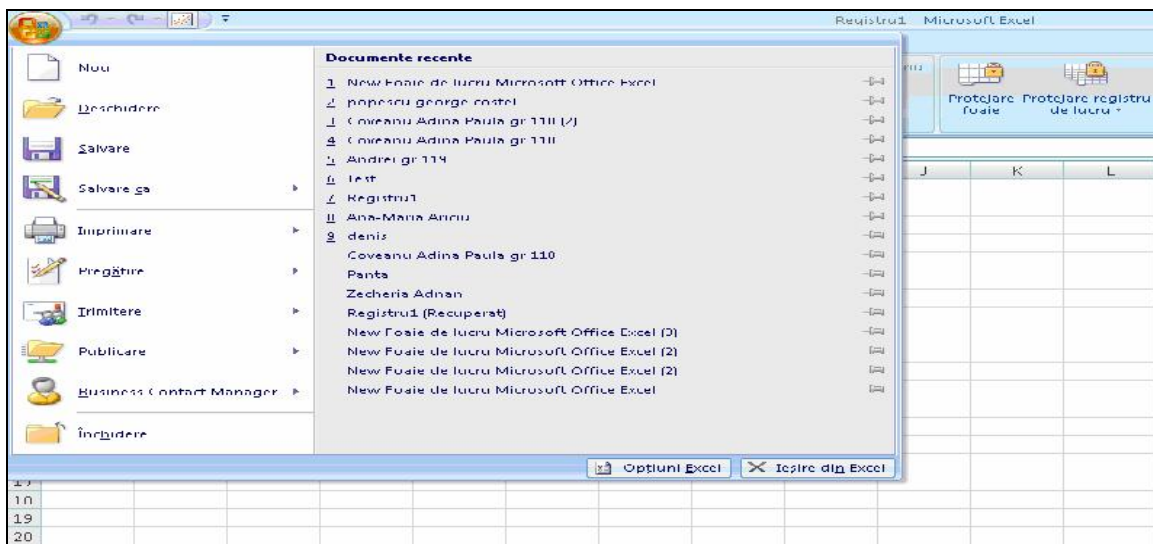 Registru1 Microsoft Excel
Documente recente
Nou
Deschidere
Salvare
Salvare ca
Imprimare
Pregătire
Trimitere
Publicare
Business Contact Manager
Închidere
1 New Foaie de lucru Microsoft Office Excel
2 popescu george costel
3 Coveanu Adina Paula gr 110 (2)
4 Coveanu Adina Paula gr 110
5 Andrei gr 119
6 Test
7 Registru1
8 Ana-Maria
9 denis
Coveanu Adina Paula gr 110
Panta
Zecheria Adnan
Registru1 (Recuperat)
New Foaie de lucru Microsoft Office Excel (3)
New Foaie de lucru Microsoft Office Excel (2)
New Foaie de lucru Microsoft Office Excel (2)
New Foaie de lucru Microsoft Office Excel
Opțiuni Excel
Ieșire din Excel
Protejare foaie
Protejare registru de lucru
J K L
18
19
20